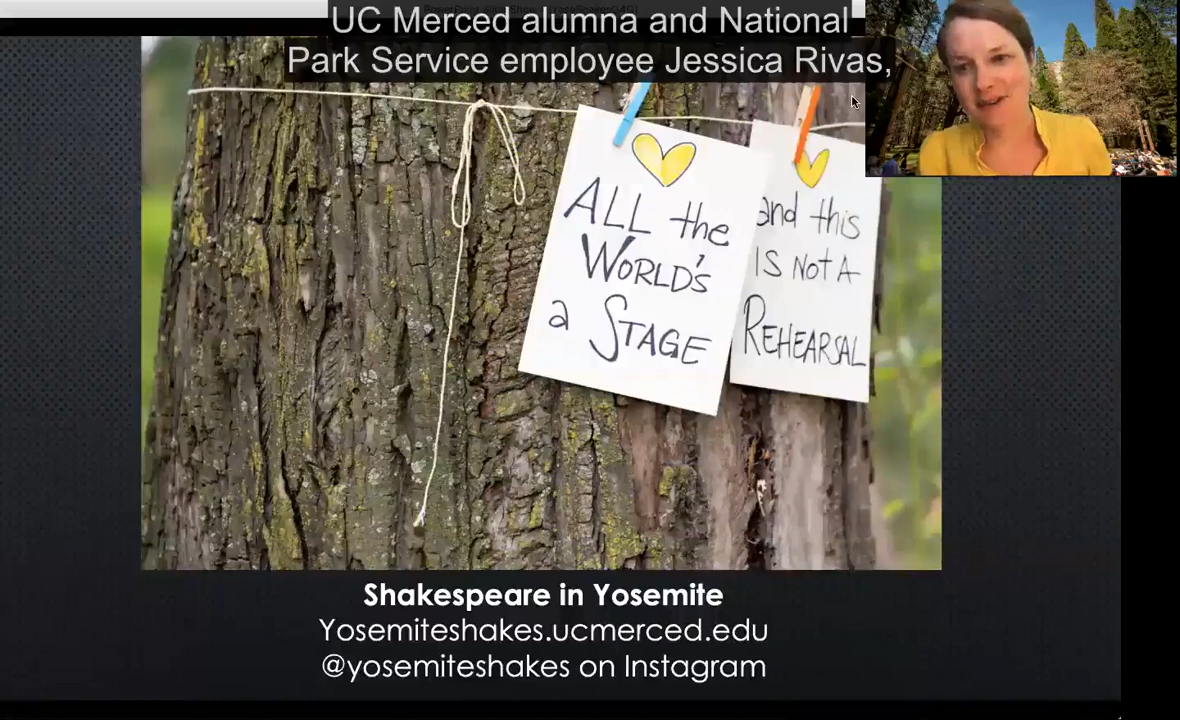 UC Merced alumna and National
Park Service employee Jessica Rivas,
ALL the
WORLD'S
a STAGE
and this
IS NOT A
REHEARSAL
Shakespeare in Yosemite
Yosemiteshakes.ucmerced.edu
@yosemiteshakes on Instagram